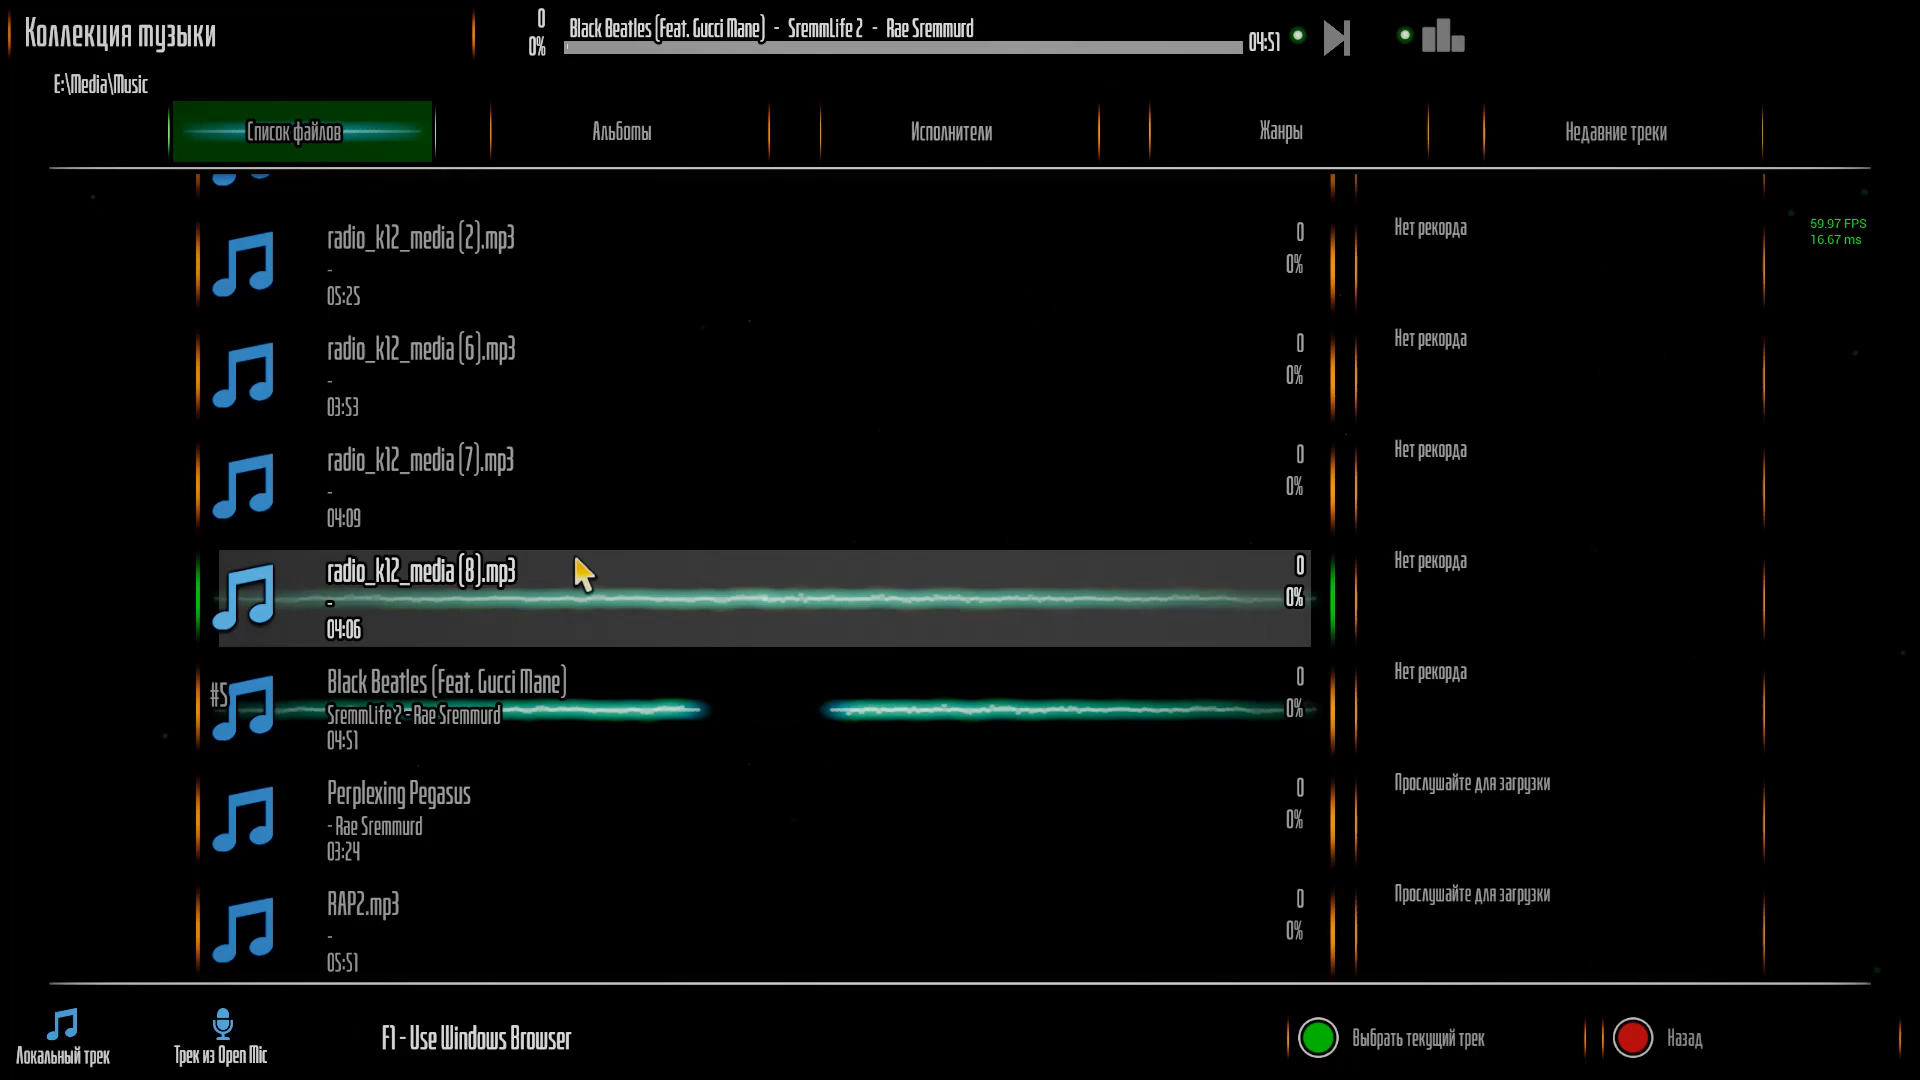 Коллекция музыки
0
0%
Black Beatles (Feat. Gucci Mane) - SremmLife 2 - Rae Sremmurd
04:51
E:\Media\Music
Список файлов
Альбомы
Исполнители
Жанры
Недавние треки
59.97 FPS
16.67 ms
radio_k12_media (2).mp3
-
05:25
0
0%
Нет рекорда
radio_k12_media (6).mp3
-
03:53
0
0%
Нет рекорда
radio_k12_media (7).mp3
-
04:09
0
0%
Нет рекорда
radio_k12_media (8).mp3
-
04:06
0
0%
Нет рекорда
#5
Black Beatles (Feat. Gucci Mane)
SremmLife 2 - Rae Sremmurd
04:51
0
0%
Нет рекорда
Perplexing Pegasus
- Rae Sremmurd
03:24
0
0%
Прослушайте для загрузки
RAP2.mp3
-
05:51
0
0%
Прослушайте для загрузки
Локальный трек
Трек из Open Mic
F1 - Use Windows Browser
Выбрать текущий трек
Назад